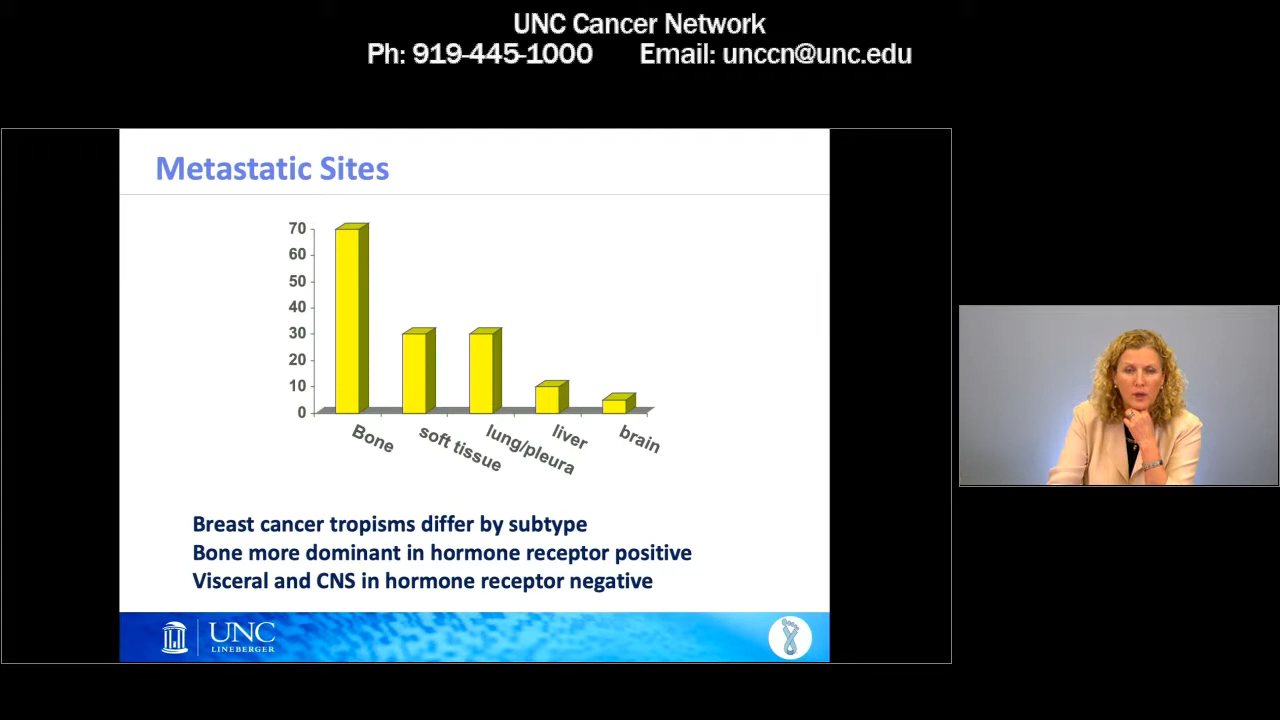 UNC Cancer Network
Ph: 919-445-1000 Email: unccn@unc.edu
Metastatic Sites
70
60
50
40
30
20
10
0
Bone
soft tissue
lung/pleura
liver
brain
Breast cancer tropisms differ by subtype
Bone more dominant in hormone receptor positive
Visceral and CNS in hormone receptor negative
UNC
LINEBERGER